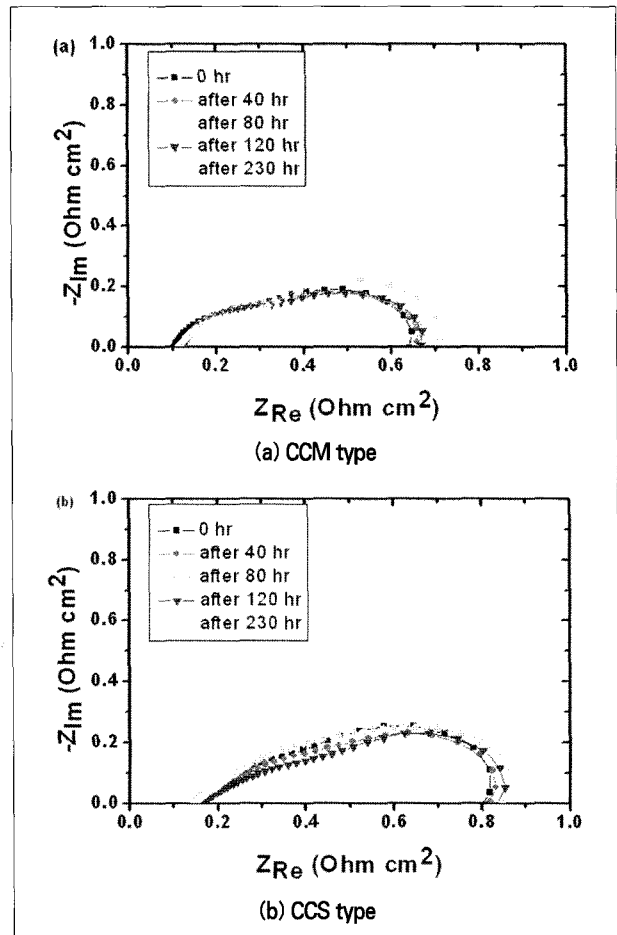 (a)
1.0
0.8
0.6
0.4
0.2
0.0
-Z_Im (Ohm cm²)
0 hr
after 40 hr
after 80 hr
after 120 hr
after 230 hr
0.0 0.2 0.4 0.6 0.8 1.0
Z_Re (Ohm cm²)
(a) CCM type
(b)
1.0
0.8
0.6
0.4
0.2
0.0
-Z_Im (Ohm cm²)
0 hr
after 40 hr
after 80 hr
after 120 hr
after 230 hr
0.0 0.2 0.4 0.6 0.8 1.0
Z_Re (Ohm cm²)
(b) CCS type